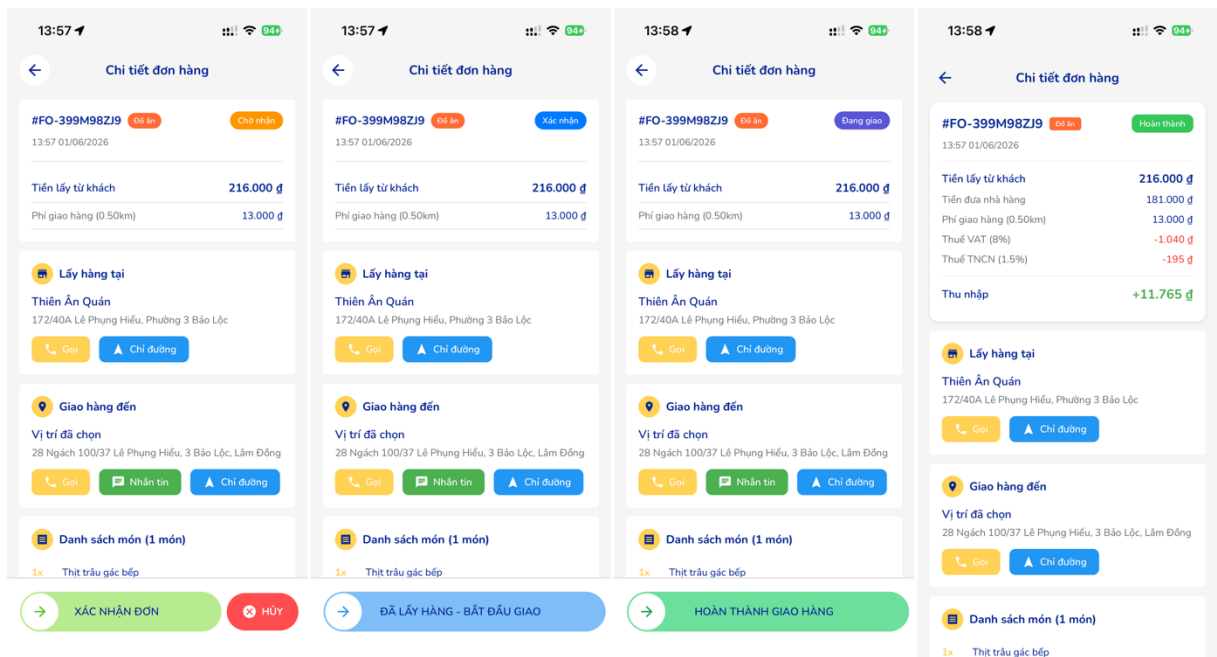 13:57
94
Chi tiết đơn hàng
#FO-399M98ZJ9 Đồ ăn Chờ nhận
13:57 01/06/2026
Tiền lấy từ khách 216.000 ₫
Phí giao hàng (0.50km) 13.000 ₫
Lấy hàng tại
Thiên Ân Quán
172/40A Lê Phụng Hiểu, Phường 3 Bảo Lộc
Gọi Chỉ đường
Giao hàng đến
Vị trí đã chọn
28 Ngách 100/37 Lê Phụng Hiểu, 3 Bảo Lộc, Lâm Đồng
Gọi Nhắn tin Chỉ đường
Danh sách món (1 món)
1x Thịt trâu gác bếp
XÁC NHẬN ĐƠN HỦY
13:57
94
Chi tiết đơn hàng
#FO-399M98ZJ9 Đồ ăn Xác nhận
13:57 01/06/2026
Tiền lấy từ khách 216.000 ₫
Phí giao hàng (0.50km) 13.000 ₫
Lấy hàng tại
Thiên Ân Quán
172/40A Lê Phụng Hiểu, Phường 3 Bảo Lộc
Gọi Chỉ đường
Giao hàng đến
Vị trí đã chọn
28 Ngách 100/37 Lê Phụng Hiểu, 3 Bảo Lộc, Lâm Đồng
Gọi Nhắn tin Chỉ đường
Danh sách món (1 món)
1x Thịt trâu gác bếp
ĐÃ LẤY HÀNG - BẮT ĐẦU GIAO
13:58
94
Chi tiết đơn hàng
#FO-399M98ZJ9 Đồ ăn Đang giao
13:57 01/06/2026
Tiền lấy từ khách 216.000 ₫
Phí giao hàng (0.50km) 13.000 ₫
Lấy hàng tại
Thiên Ân Quán
172/40A Lê Phụng Hiểu, Phường 3 Bảo Lộc
Gọi Chỉ đường
Giao hàng đến
Vị trí đã chọn
28 Ngách 100/37 Lê Phụng Hiểu, 3 Bảo Lộc, Lâm Đồng
Gọi Nhắn tin Chỉ đường
Danh sách món (1 món)
1x Thịt trâu gác bếp
HOÀN THÀNH GIAO HÀNG
13:58
94
Chi tiết đơn hàng
#FO-399M98ZJ9 Đồ ăn Hoàn thành
13:57 01/06/2026
Tiền lấy từ khách 216.000 ₫
Tiền đưa nhà hàng 181.000 ₫
Phí giao hàng (0.50km) 13.000 ₫
Thuế VAT (8%) -1.040 ₫
Thuế TNCN (1.5%) -195 ₫
Thu nhập +11.765 ₫
Lấy hàng tại
Thiên Ân Quán
172/40A Lê Phụng Hiểu, Phường 3 Bảo Lộc
Gọi Chỉ đường
Giao hàng đến
Vị trí đã chọn
28 Ngách 100/37 Lê Phụng Hiểu, 3 Bảo Lộc, Lâm Đồng
Gọi Chỉ đường
Danh sách món (1 món)
1x Thịt trâu gác bếp